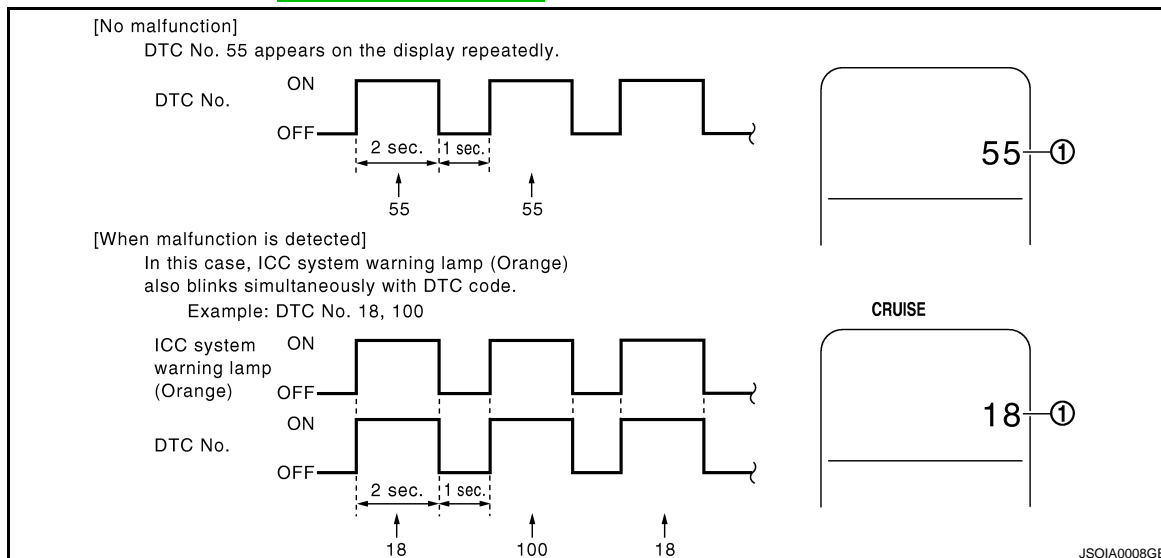 [No malfunction]
DTC No. 55 appears on the display repeatedly.
DTC No.
ON
OFF
2 sec.
1 sec.
55
55
55
①
[When malfunction is detected]
In this case, ICC system warning lamp (Orange)
also blinks simultaneously with DTC code.
Example: DTC No. 18, 100
ICC system
warning lamp
(Orange)
ON
OFF
DTC No.
ON
OFF
2 sec.
1 sec.
18
100
18
CRUISE
18
①
JSOIA0008GB